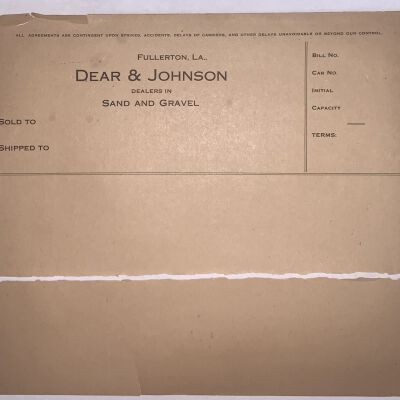 ALL AGREEMENTS ARE CONTINGENT UPON STRIKES, ACCIDENTS, DELAYS OF CARRIERS, AND OTHER DELAYS UNAVOIDABLE OR BEYOND OUR CONTROL.
FULLERTON, LA.,
DEAR & JOHNSON
DEALERS IN
SAND AND GRAVEL
SOLD TO
SHIPPED TO
BILL NO.
CAR NO.
INITIAL
CAPACITY
TERMS: